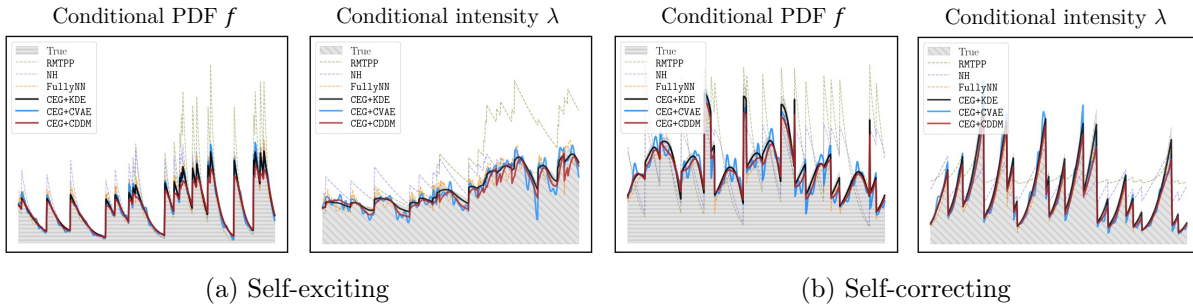 Conditional PDF f
True
RMTPP
NH
FullyNN
CEG+KDE
CEG+CVAE
CEG+CDDM
Conditional intensity λ
True
RMTPP
NH
FullyNN
CEG+KDE
CEG+CVAE
CEG+CDDM
(a) Self-exciting
Conditional PDF f
True
RMTPP
NH
FullyNN
CEG+KDE
CEG+CVAE
CEG+CDDM
Conditional intensity λ
True
RMTPP
NH
FullyNN
CEG+KDE
CEG+CVAE
CEG+CDDM
(b) Self-correcting